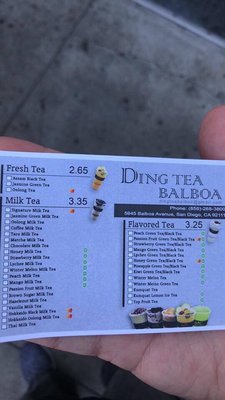 Fresh Tea 2.65
Assam Black Tea
Jasmine Green Tea
Oolong Tea
Milk Tea 3.35
Signature Milk Tea
Jasmine Green Milk Tea
Oolong Milk Tea
Coffee Milk Tea
Taro Milk Tea
Matcha Milk Tea
Chocolate Milk Tea
Honey Milk Tea
Strawberry Milk Tea
Lychee Milk Tea
Winter Melon Milk Tea
Peach Milk Tea
Mango Milk Tea
Passion Fruit Milk Tea
Brown Sugar Milk Tea
Hazelnut Milk Tea
Vanilla Milk Tea
Hokkaido Black Milk Tea
Hokkaido Oolong Milk Tea
Thai Milk Tea
DING TEA
BALBOA
Phone: (858)-268-3800
5945 Balboa Avenue, San Diego, CA 92111
Flavored Tea 3.25
Peach Green Tea/Black Tea
Passion Fruit Green Tea/Black Tea
Strawberry Green Tea/Black Tea
Mango Green Tea/Black Tea
Lychee Green Tea/Black Tea
Honey Green Tea/Black Tea
Pineapple Green Tea/Black Tea
Kiwi Green Tea/Black Tea
Winter Melon Tea
Winter Melon Green Tea
Kumquat Tea
Kumquat Lemon Ice Tea
Yop Fruit Tea